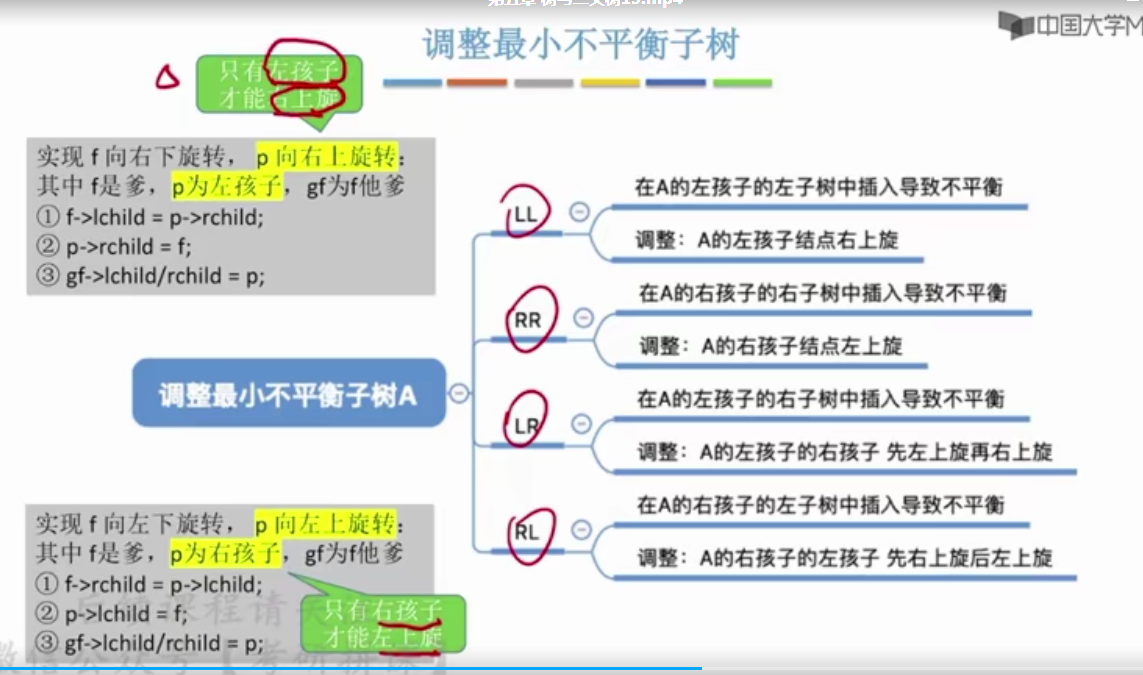 调整最小不平衡子树
中国大学M
只有左孩子
才能右上旋
实现 f 向右下旋转，p 向右上旋转：
其中 f是爹，p为左孩子，gf为f他爹
① f->lchild = p->rchild;
② p->rchild = f;
③ gf->lchild/rchild = p;
调整最小不平衡子树A
LL
在A的左孩子的左子树中插入导致不平衡
调整：A的左孩子结点右上旋
RR
在A的右孩子的右子树中插入导致不平衡
调整：A的右孩子结点左上旋
LR
在A的左孩子的右子树中插入导致不平衡
调整：A的左孩子的右孩子 先左上旋再右上旋
RL
在A的右孩子的左子树中插入导致不平衡
调整：A的右孩子的左孩子 先右上旋后左上旋
实现 f 向左下旋转，p 向左上旋转：
其中 f是爹，p为右孩子，gf为f他爹
① f->rchild = p->lchild;
② p->lchild = f;
③ gf->lchild/rchild = p;
只有右孩子
才能左上旋